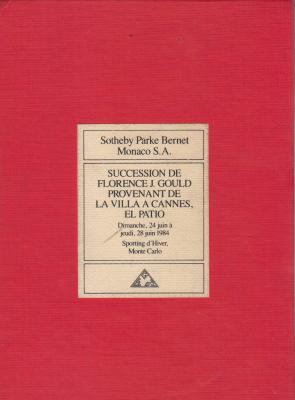 Sotheby Parke Bernet
Monaco S.A.
SUCCESSION DE
FLORENCE J. GOULD
PROVENANT DE
LA VILLA A CANNES,
EL PATIO
Dimanche, 24 juin à
jeudi, 28 juin 1984
Sporting d'Hiver,
Monte Carlo